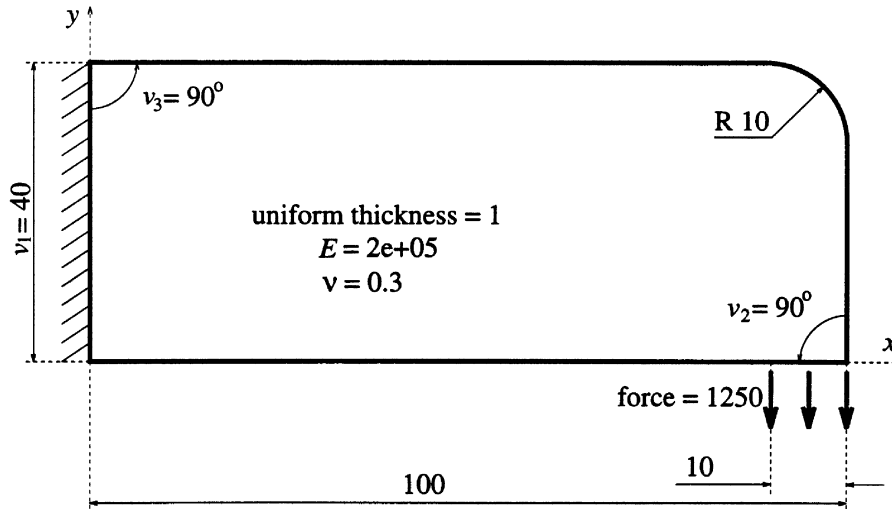 y
v₃= 90°
R 10
v₁= 40
uniform thickness = 1
E = 2e+05
ν = 0.3
v₂= 90°
x
force = 1250
10
100